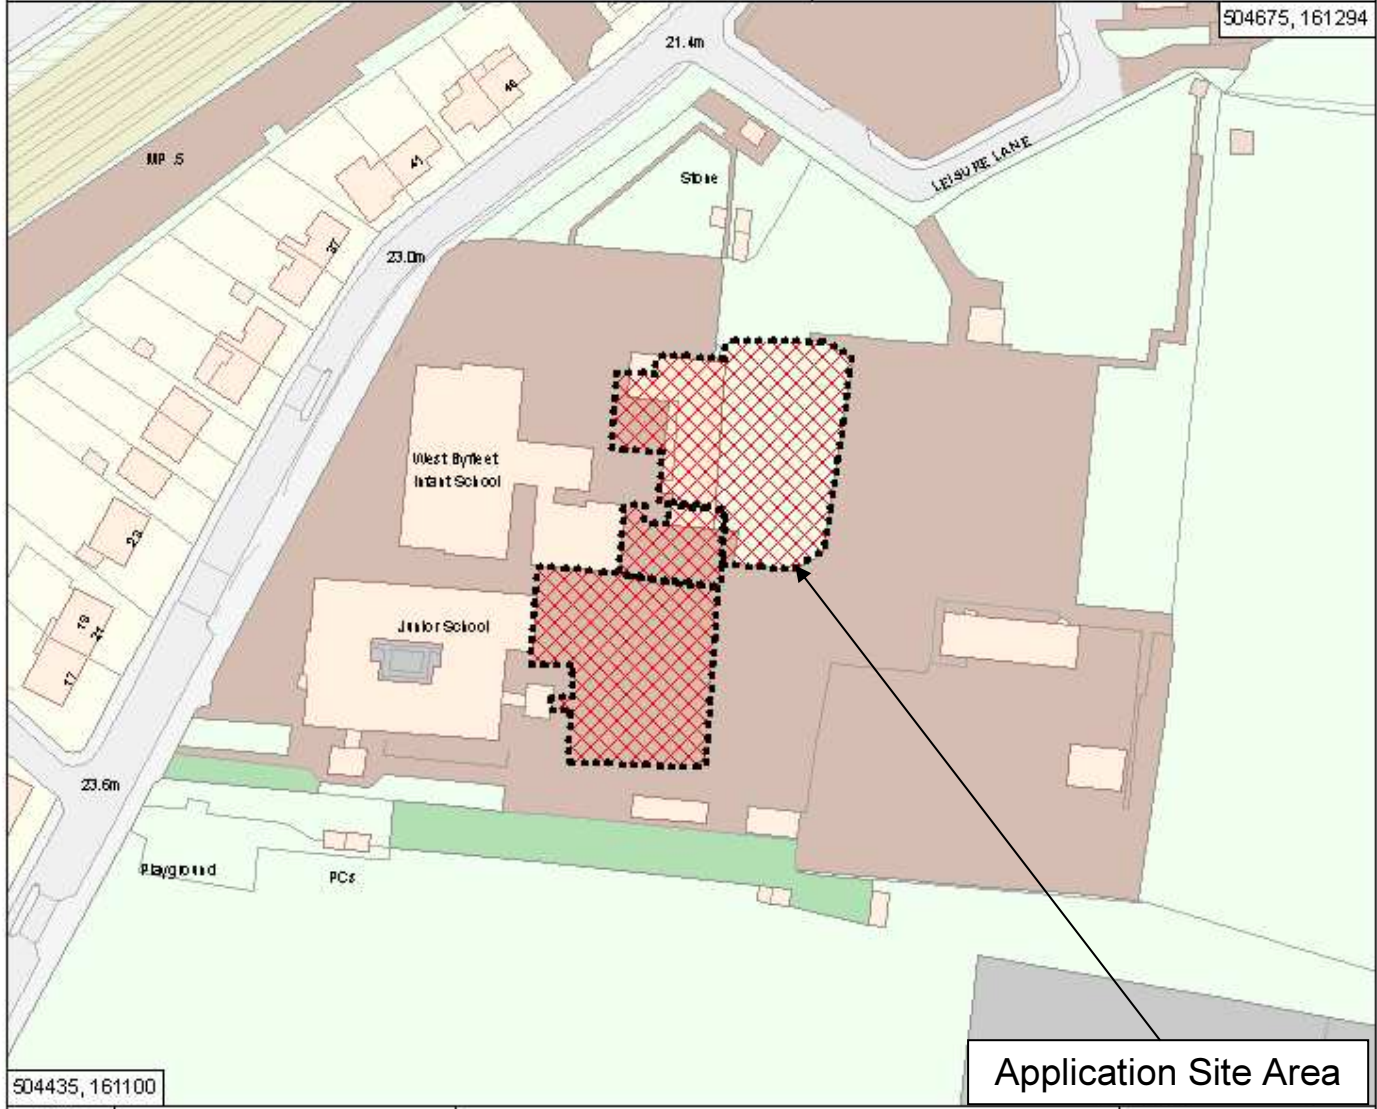 504675, 161294
21.4m
46
MP .5
41
LEISURE LANE
Stone
37
23.0m
West Byfleet
Infant School
23
19
21
Junior School
17
23.6m
Playground
PCs
Application Site Area
504435, 161100